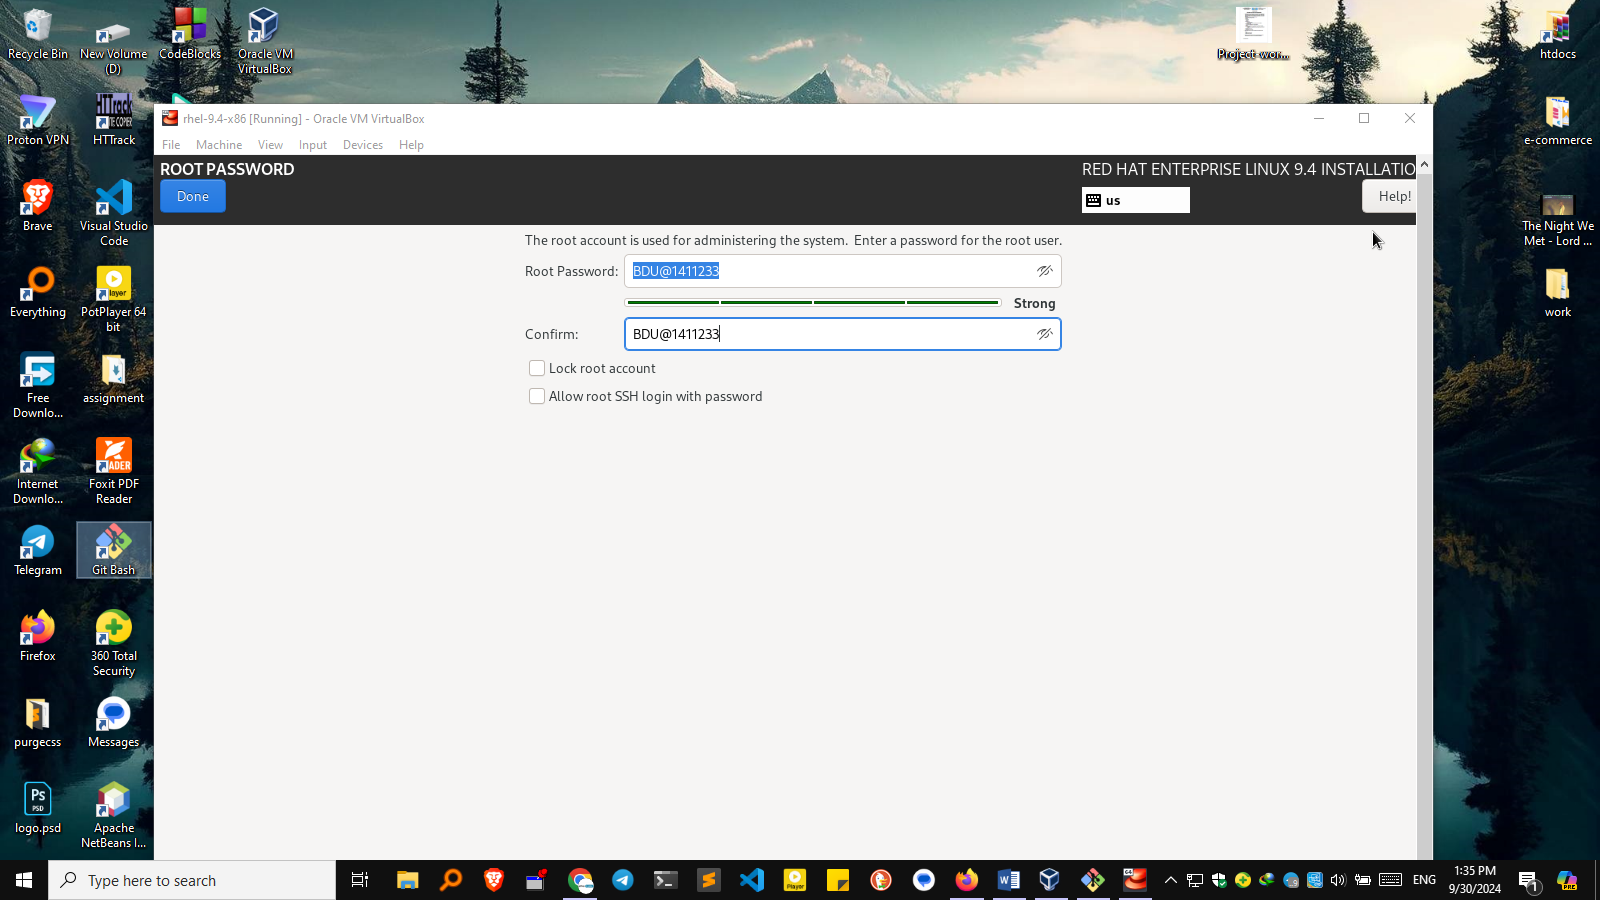 Recycle Bin
New Volume (D)
CodeBlocks
Oracle VM VirtualBox
Project-wor...
htdocs
Proton VPN
HTTrack
e-commerce
Brave
Visual Studio Code
The Night We Met - Lord ...
Everything
PotPlayer 64 bit
work
Free Downlo...
assignment
Internet Downlo...
Foxit PDF Reader
Telegram
Git Bash
Firefox
360 Total Security
purgecss
Messages
logo.psd
Apache NetBeans I...
rhel-9.4-x86 [Running] - Oracle VM VirtualBox
File Machine View Input Devices Help
ROOT PASSWORD
RED HAT ENTERPRISE LINUX 9.4 INSTALLATIO
Done
us
Help!
The root account is used for administering the system. Enter a password for the root user.
Root Password: BDU@1411233
Strong
Confirm: BDU@1411233
Lock root account
Allow root SSH login with password
Type here to search
ENG
1:35 PM
9/30/2024
1